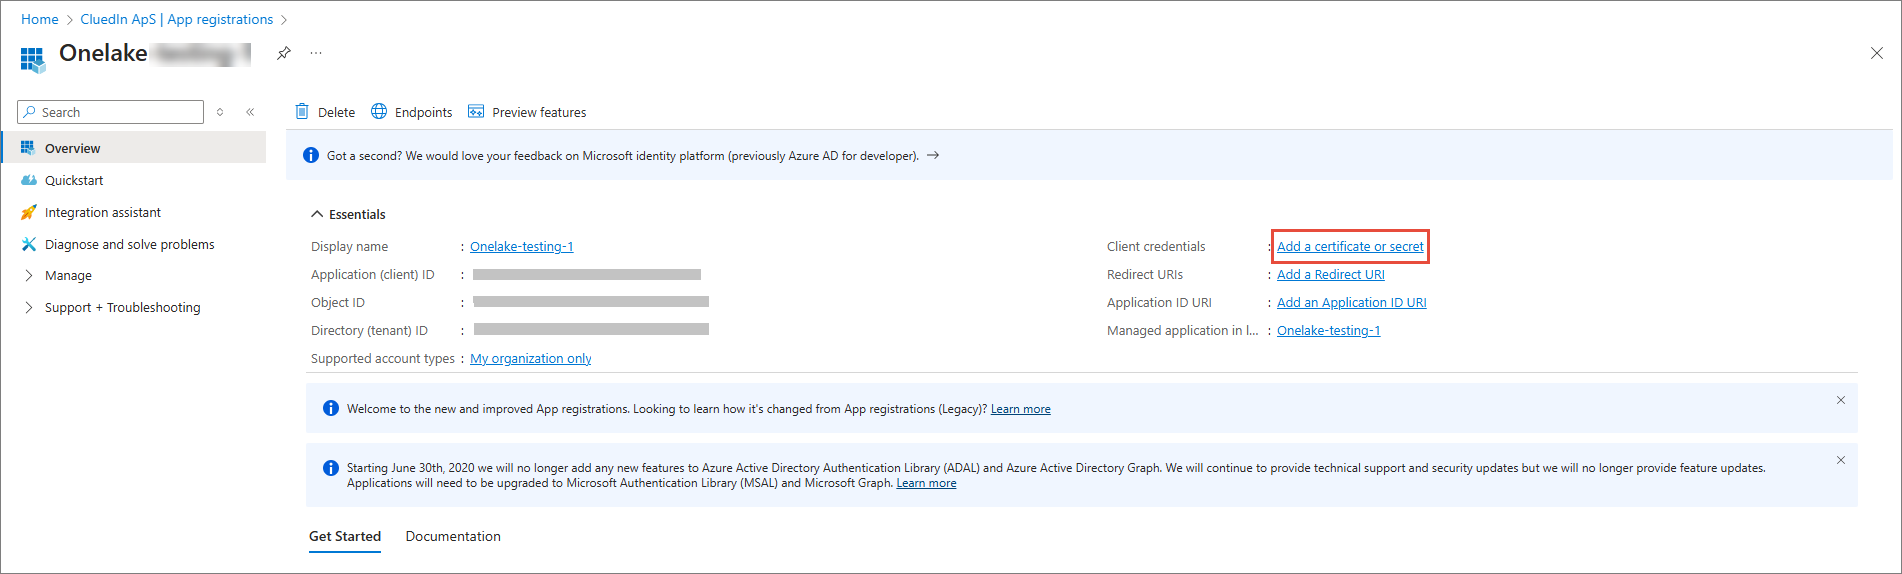 Home > CluedIn ApS | App registrations >
Onelake
Search
Overview
Quickstart
Integration assistant
Diagnose and solve problems
Manage
Support + Troubleshooting
Delete
Endpoints
Preview features
Got a second? We would love your feedback on Microsoft identity platform (previously Azure AD for developer). →
Essentials
Display name : Onelake-testing-1
Application (client) ID :
Object ID :
Directory (tenant) ID :
Supported account types : My organization only
Client credentials : Add a certificate or secret
Redirect URIs : Add a Redirect URI
Application ID URI : Add an Application ID URI
Managed application in l... : Onelake-testing-1
Welcome to the new and improved App registrations. Looking to learn how it's changed from App registrations (Legacy)? Learn more
Starting June 30th, 2020 we will no longer add any new features to Azure Active Directory Authentication Library (ADAL) and Azure Active Directory Graph. We will continue to provide technical support and security updates but we will no longer provide feature updates.
Applications will need to be upgraded to Microsoft Authentication Library (MSAL) and Microsoft Graph. Learn more
Get Started
Documentation